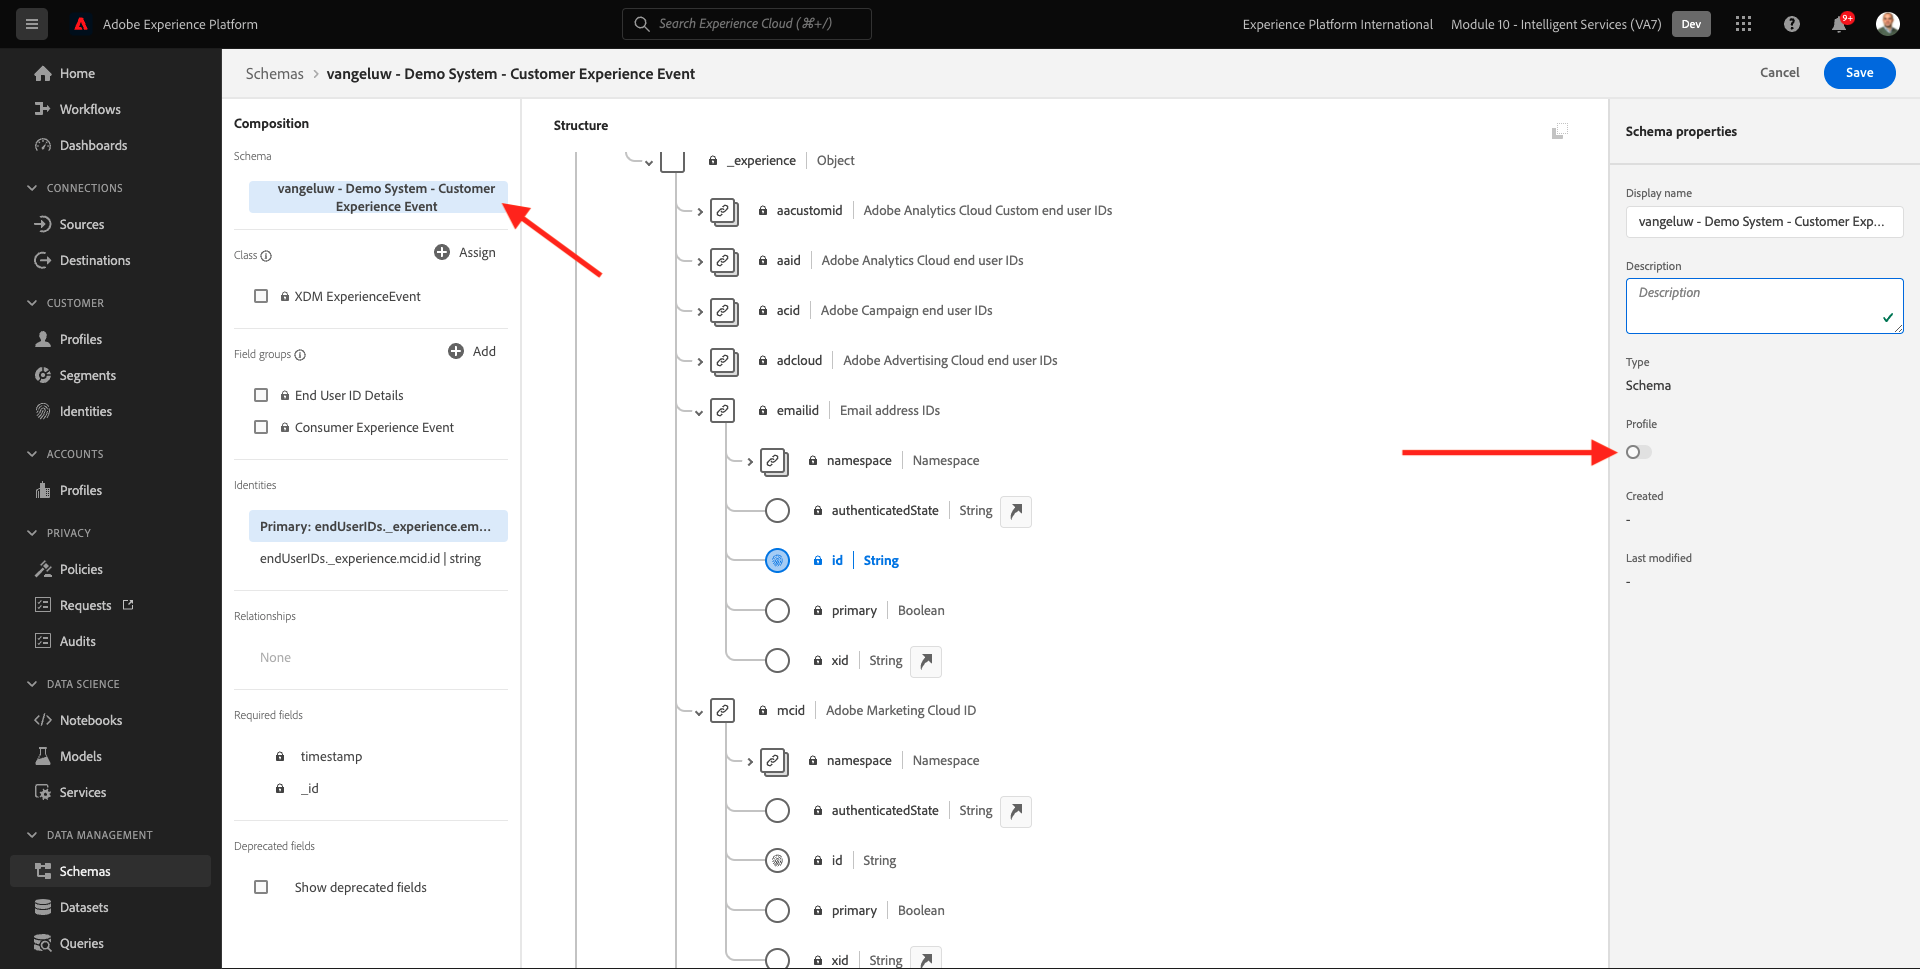 Adobe Experience Platform
Search Experience Cloud (⌘+/)
Experience Platform International
Module 10 - Intelligent Services (VA7)
Dev
9+
Home
Workflows
Dashboards
CONNECTIONS
Sources
Destinations
CUSTOMER
Profiles
Segments
Identities
ACCOUNTS
Profiles
PRIVACY
Policies
Requests
Audits
DATA SCIENCE
Notebooks
Models
Services
DATA MANAGEMENT
Schemas
Datasets
Queries
Schemas > vangeluw - Demo System - Customer Experience Event
Cancel
Save
Composition
Schema
vangeluw - Demo System - Customer
Experience Event
Class
Assign
XDM ExperienceEvent
Field groups
Add
End User ID Details
Consumer Experience Event
Identities
Primary: endUserIDs._experience.em...
endUserIDs._experience.mcid.id | string
Relationships
None
Required fields
timestamp
_id
Deprecated fields
Show deprecated fields
Structure
_experience | Object
aacustomid | Adobe Analytics Cloud Custom end user IDs
aaid | Adobe Analytics Cloud end user IDs
acid | Adobe Campaign end user IDs
adcloud | Adobe Advertising Cloud end user IDs
emailid | Email address IDs
namespace | Namespace
authenticatedState | String
id | String
primary | Boolean
xid | String
mcid | Adobe Marketing Cloud ID
namespace | Namespace
authenticatedState | String
id | String
primary | Boolean
xid | String
Schema properties
Display name
vangeluw - Demo System - Customer Exp...
Description
Description
Type
Schema
Profile
Created
-
Last modified
-